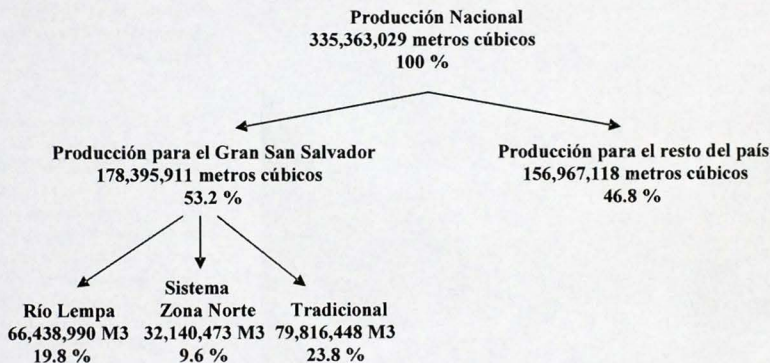 Producción Nacional
335,363,029 metros cúbicos
100 %
Producción para el Gran San Salvador
178,395,911 metros cúbicos
53.2 %
Producción para el resto del país
156,967,118 metros cúbicos
46.8 %
Río Lempa
66,438,990 M3
19.8 %
Sistema
Zona Norte
32,140,473 M3
9.6 %
Tradicional
79,816,448 M3
23.8 %